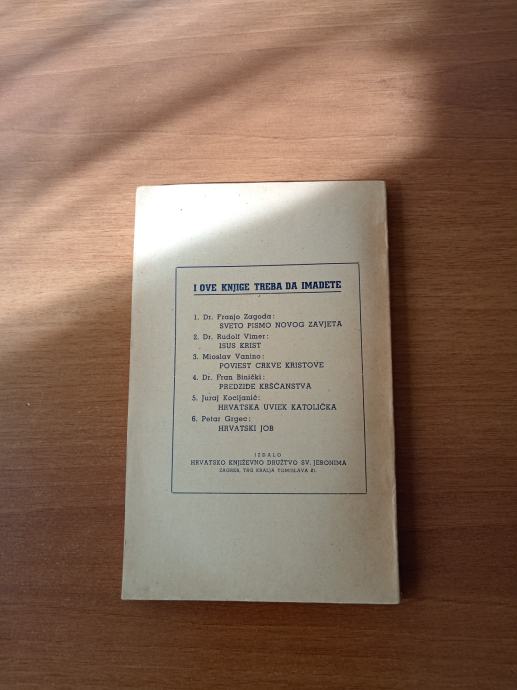 I OVE KNJIGE TREBA DA IMADETE
1. Dr. Franjo Zagoda:
SVETO PISMO NOVOG ZAVJETA
2. Dr. Rudolf Vimer:
ISUS KRIST
3. Mioslav Vanino:
POVIEST CRKVE KRISTOVE
4. Dr. Fran Binički:
PREDZIDE KRŠĆANSTVA
5. Juraj Kocijanić:
HRVATSKA UVIEK KATOLIČKA
6. Petar Grgec:
HRVATSKI JOB
IZDALO
HRVATSKO KNJIŽEVNO DRUŽTVO SV. JERONIMA
ZAGREB, TRG KRALJA TOMISLAVA 21.